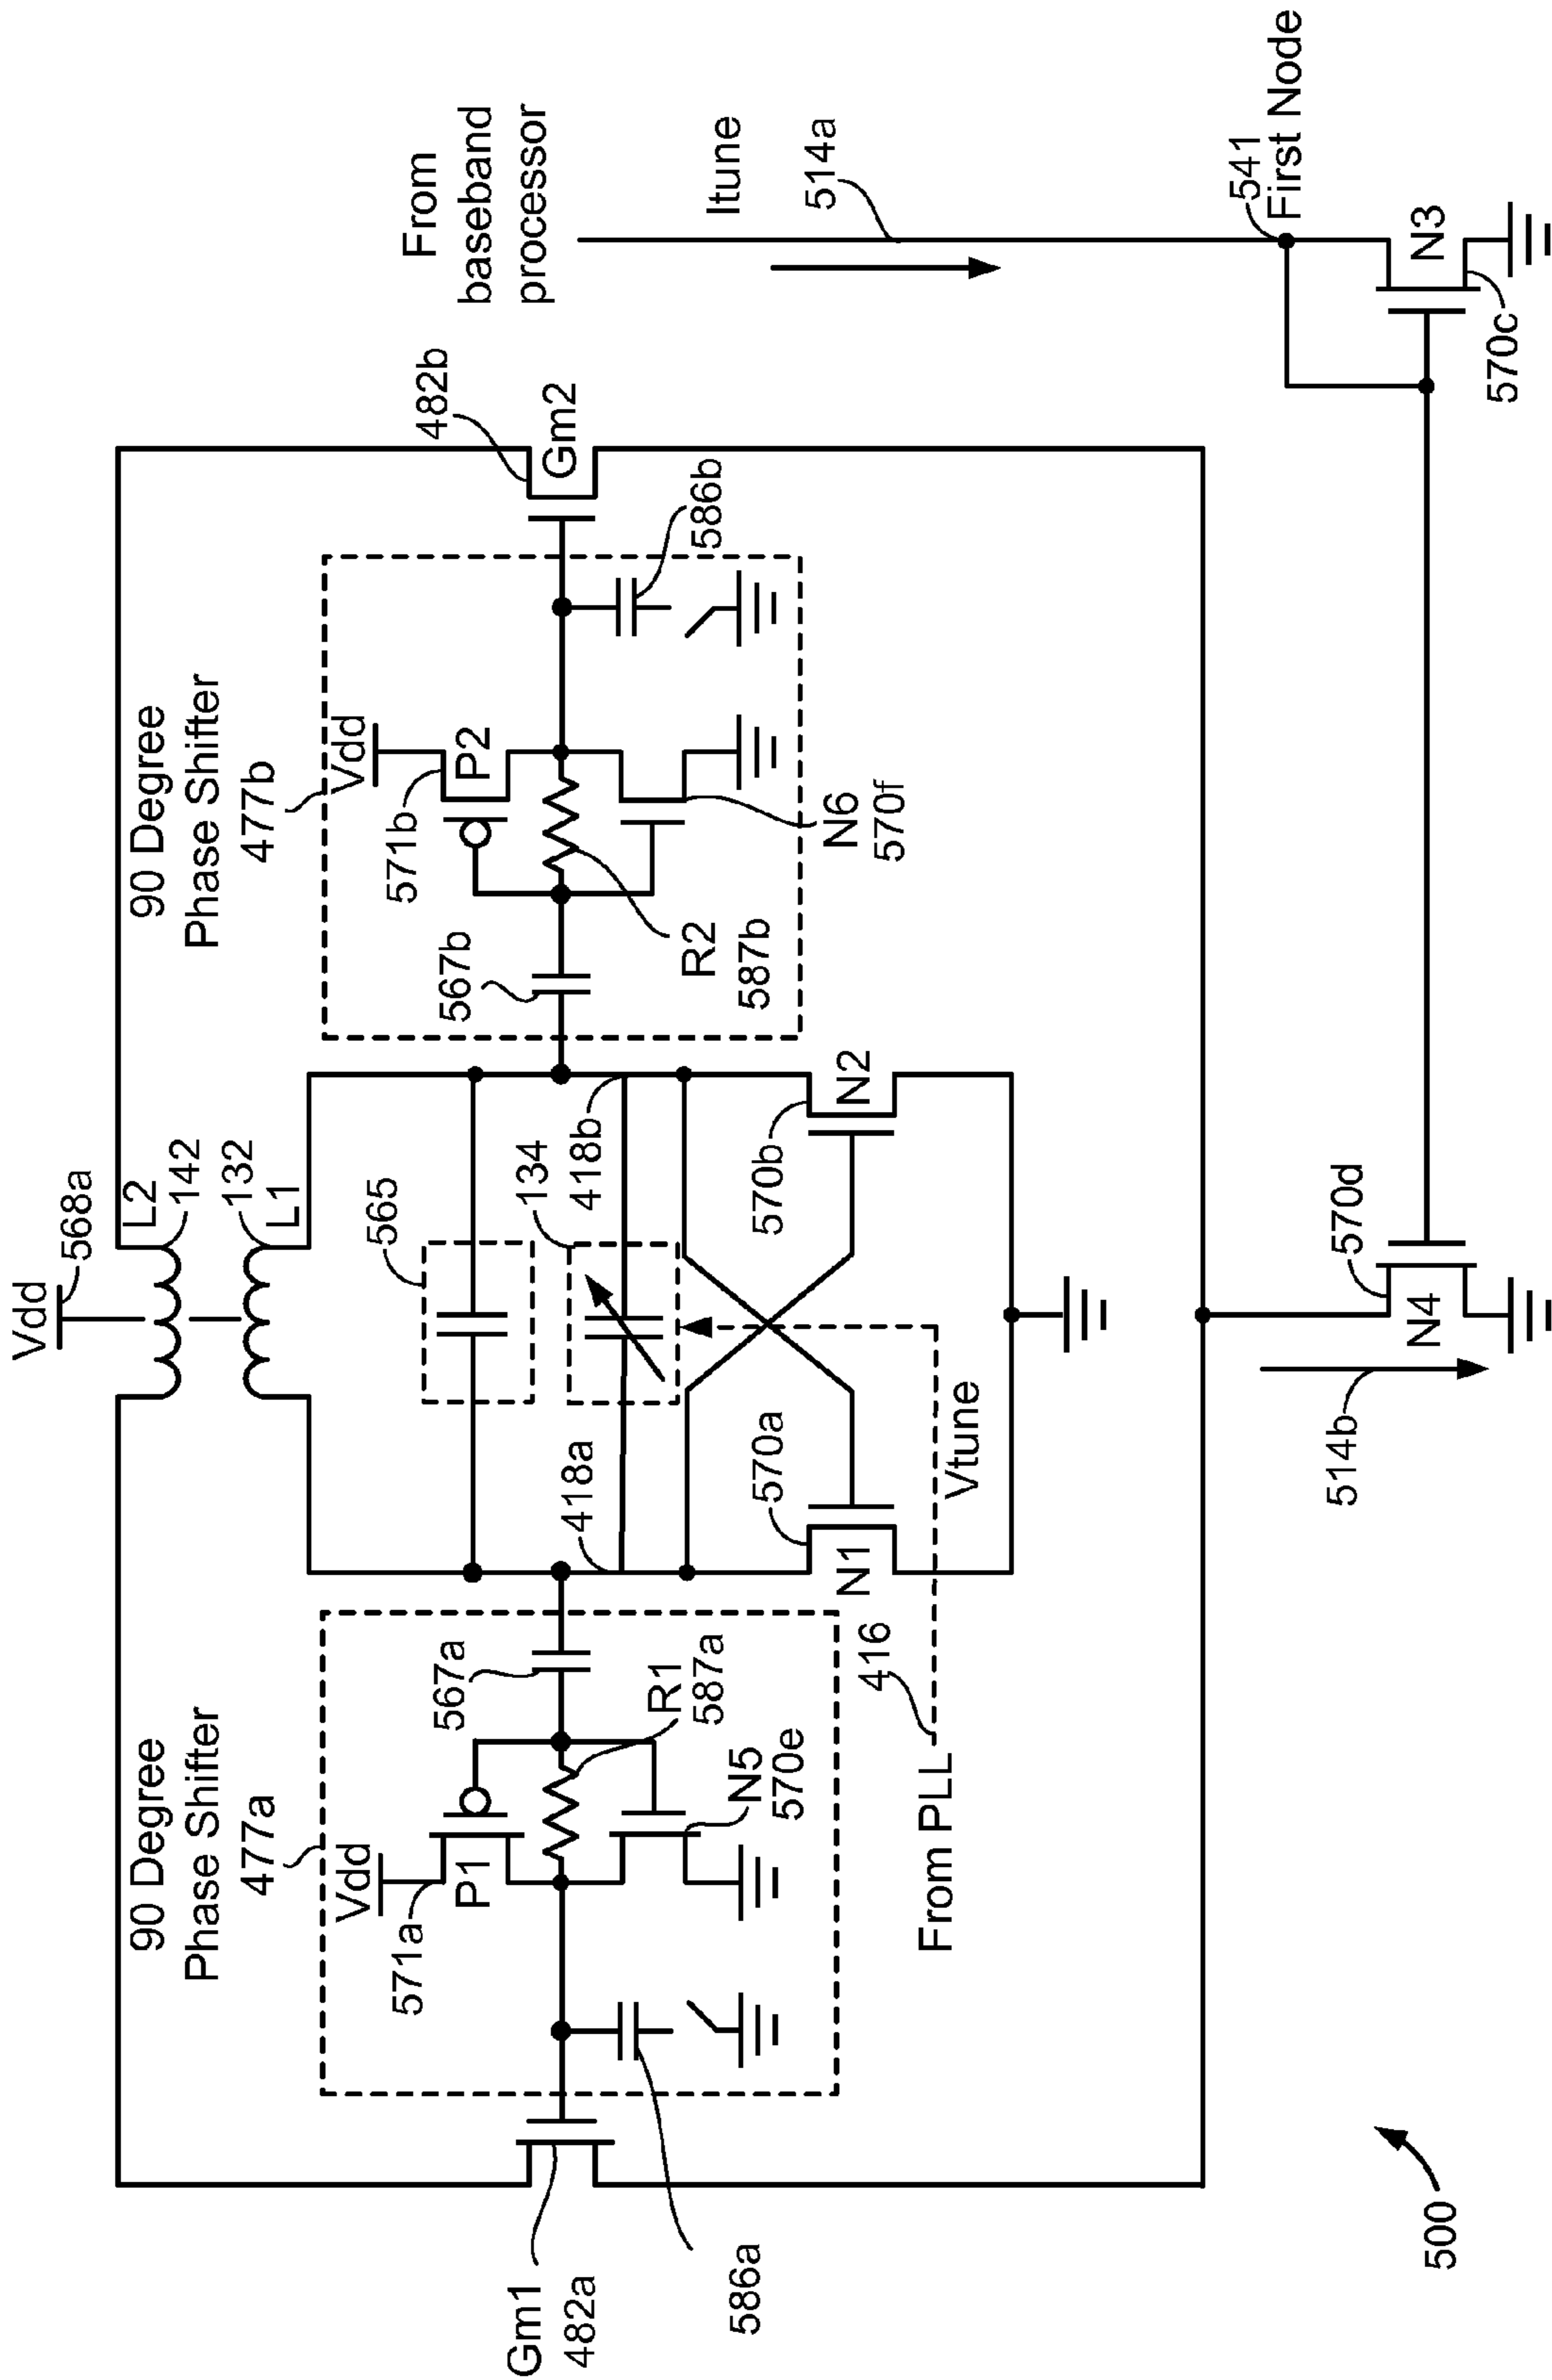 Vdd
568a
L2
142
132
L1
90 Degree
Phase Shifter
477a
90 Degree
Phase Shifter
477b
Vdd
571a
P1
567a
R1
587a
N5
570e
586a
Gm1
482a
565
134
418a
418b
Vdd
571b
P2
567b
R2
587b
N6
570f
586b
482b
Gm2
From
baseband
processor
Itune
514a
541
First Node
N3
570c
570a
N1
570b
N2
416
From PLL
Vtune
570d
N4
514b
500